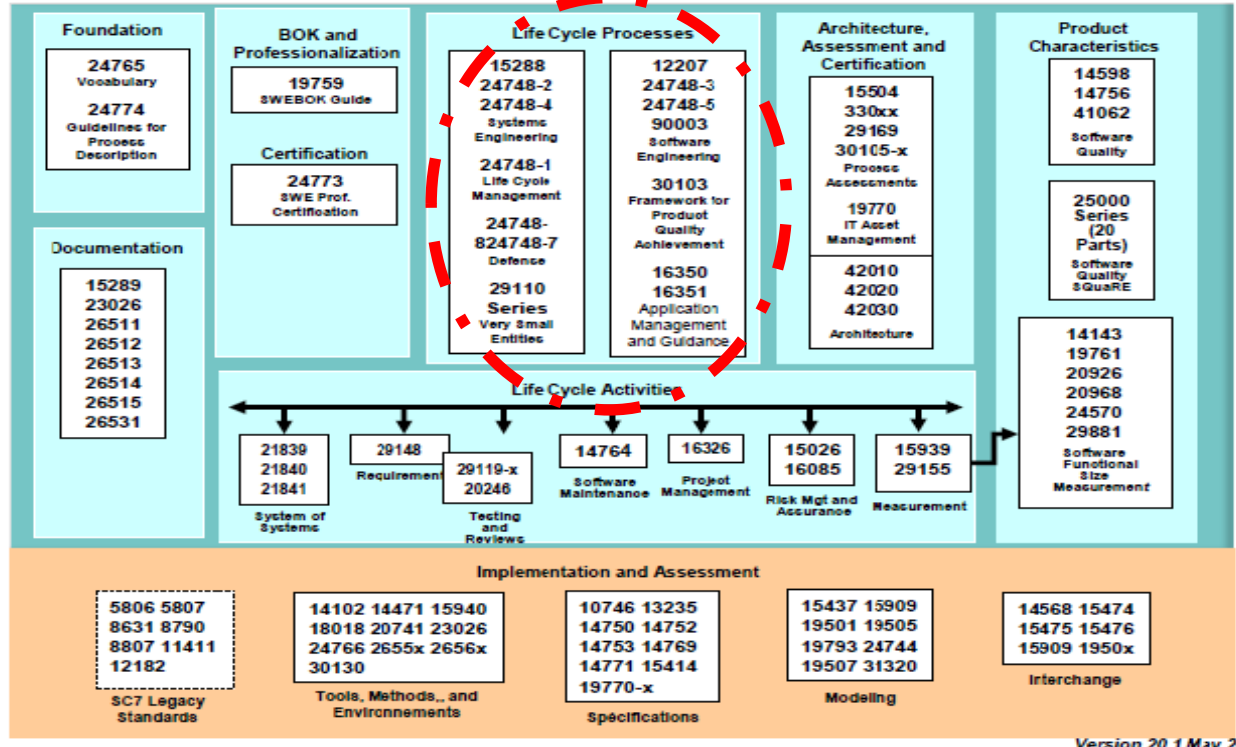 Foundation
24765
Vocabulary
24774
Guidelines for
Process
Description
Documentation
15289
23026
26511
26512
26513
26514
26515
26531
BOK and
Professionalization
19759
SWEBOK Guide
Certification
24773
SWE Prof.
Certification
Life Cycle Processes
15288
24748-2
24748-4
Systems
Engineering
24748-1
Life Cycle
Management
24748-
824748-7
Defense
29110
Series
Very Small
Entities
12207
24748-3
24748-5
90003
Software
Engineering
30103
Framework for
Product
Quality
Achievement
16350
16351
Application
Management
and Guidance
Architecture,
Assessment and
Certification
15504
330xx
29169
30105-x
Process
Assessments
19770
IT Asset
Management
42010
42020
42030
Architecture
Product
Characteristics
14598
14756
41062
Software
Quality
25000
Series
(20
Parts)
Software
Quality
SQuaRE
14143
19761
20926
20968
24570
29881
Software
Functional
Size
Measurement
Life Cycle Activities
21839
21840
21841
System of
Systems
29148
Requirement
29119-x
20246
Testing
and
Reviews
14764
Software
Maintenance
16326
Project
Management
15026
16085
Risk Mgt and
Assurance
15939
29155
Measurement
Implementation and Assessment
5806 5807
8631 8790
8807 11411
12182
SC7 Legacy
Standards
14102 14471 15940
18018 20741 23026
24766 2655x 2656x
30130
Tools, Methods,, and
Environnements
10746 13235
14750 14752
14753 14769
14771 15414
19770-x
Spécifications
15437 15909
19501 19505
19793 24744
19507 31320
Modeling
14568 15474
15475 15476
15909 1950x
Interchange
Version 20.1 May 2